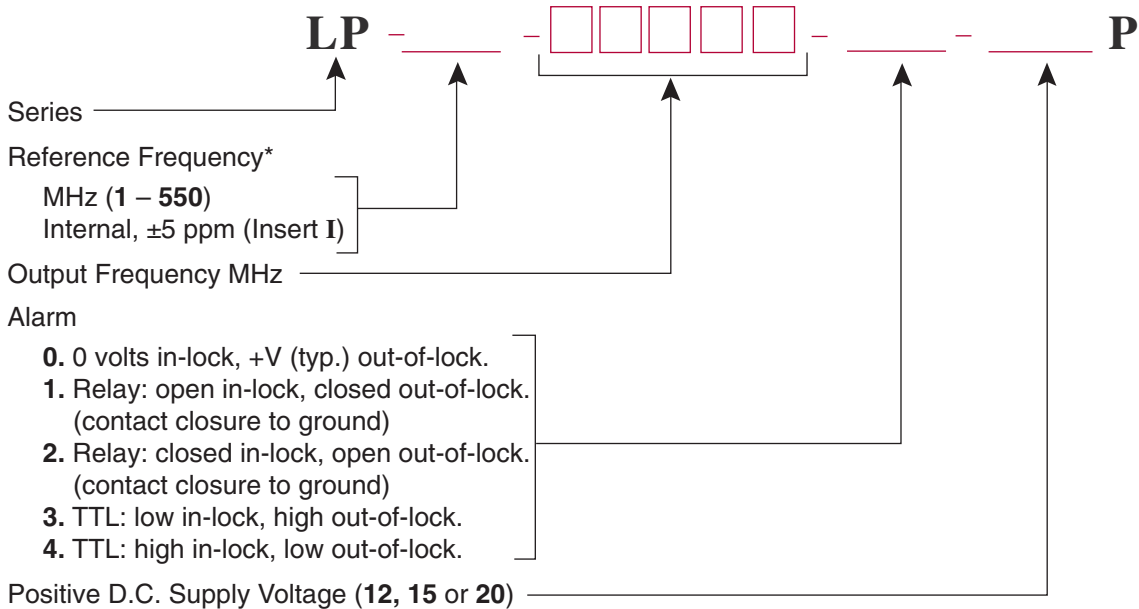 LP - ____ - □□□□□ - ____ - ____ P
Series
Reference Frequency*
MHz (1 – 550)
Internal, ±5 ppm (Insert I)
Output Frequency MHz
Alarm
0. 0 volts in-lock, +V (typ.) out-of-lock.
1. Relay: open in-lock, closed out-of-lock.
(contact closure to ground)
2. Relay: closed in-lock, open out-of-lock.
(contact closure to ground)
3. TTL: low in-lock, high out-of-lock.
4. TTL: high in-lock, low out-of-lock.
Positive D.C. Supply Voltage (12, 15 or 20)